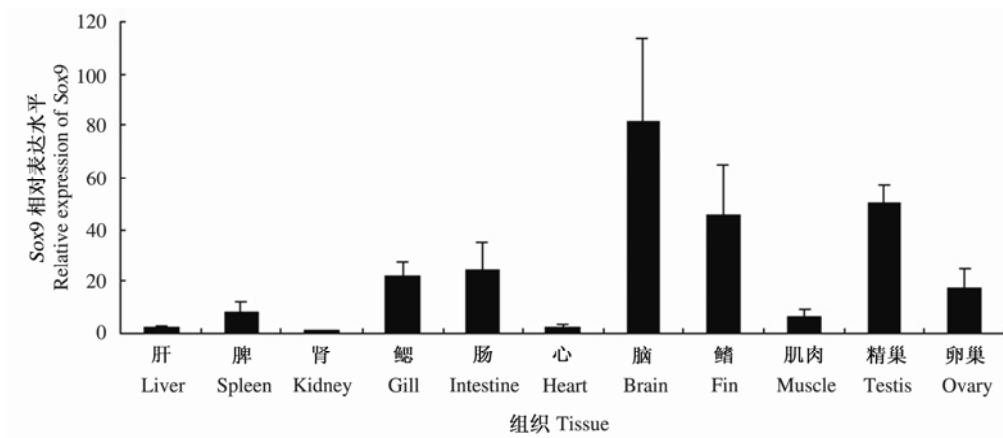 Sox9 相对表达水平
Relative expression of Sox9
120
100
80
60
40
20
0
肝 脾 肾 鳃 肠 心 脑 鳍 肌肉 精巢 卵巢
Liver Spleen Kidney Gill Intestine Heart Brain Fin Muscle Testis Ovary
组织 Tissue